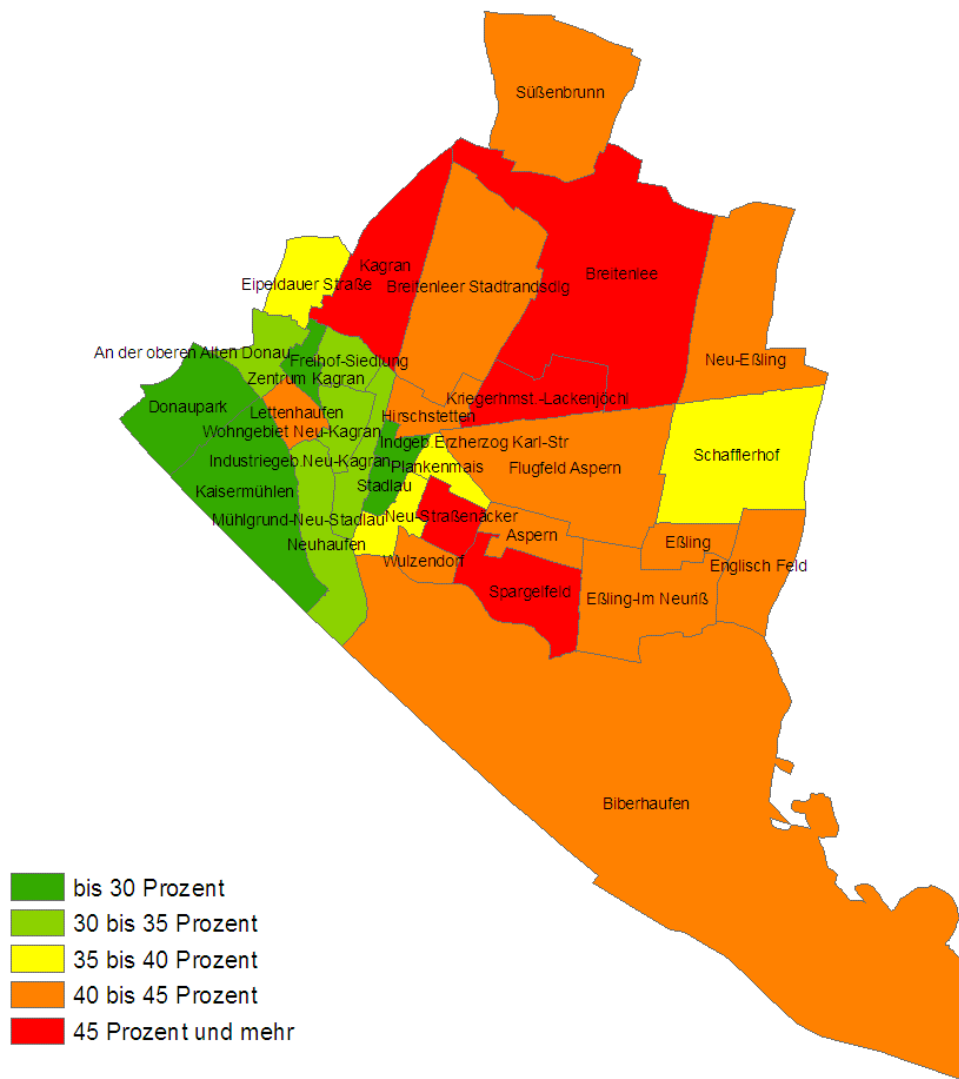 Süßenbrunn
Kagran
Breitenlee
Eipeldauer Straße
Breitenleer Stadtrandsdlg
An der oberen Alten Donau
Freihof-Siedlung
Neu-Eßling
Zentrum Kagran
Kriegerhmst.-Lackenjöchl
Donaupark
Lettenhaufen
Hirschstetten
Wohngebiet Neu-Kagran
Indgeb.Erzherzog Karl-Str
Schafflerhof
Industriegeb.Neu-Kagran
Plankenmais
Flugfeld Aspern
Kaisermühlen
Stadlau
Mühlgrund-Neu-Stadlau
Neu-Straßenäcker
Aspern
Eßling
Neuhaufen
Wulzendorf
Englisch Feld
Spargelfeld
Eßling-Im Neuriß
Biberhaufen
bis 30 Prozent
30 bis 35 Prozent
35 bis 40 Prozent
40 bis 45 Prozent
45 Prozent und mehr